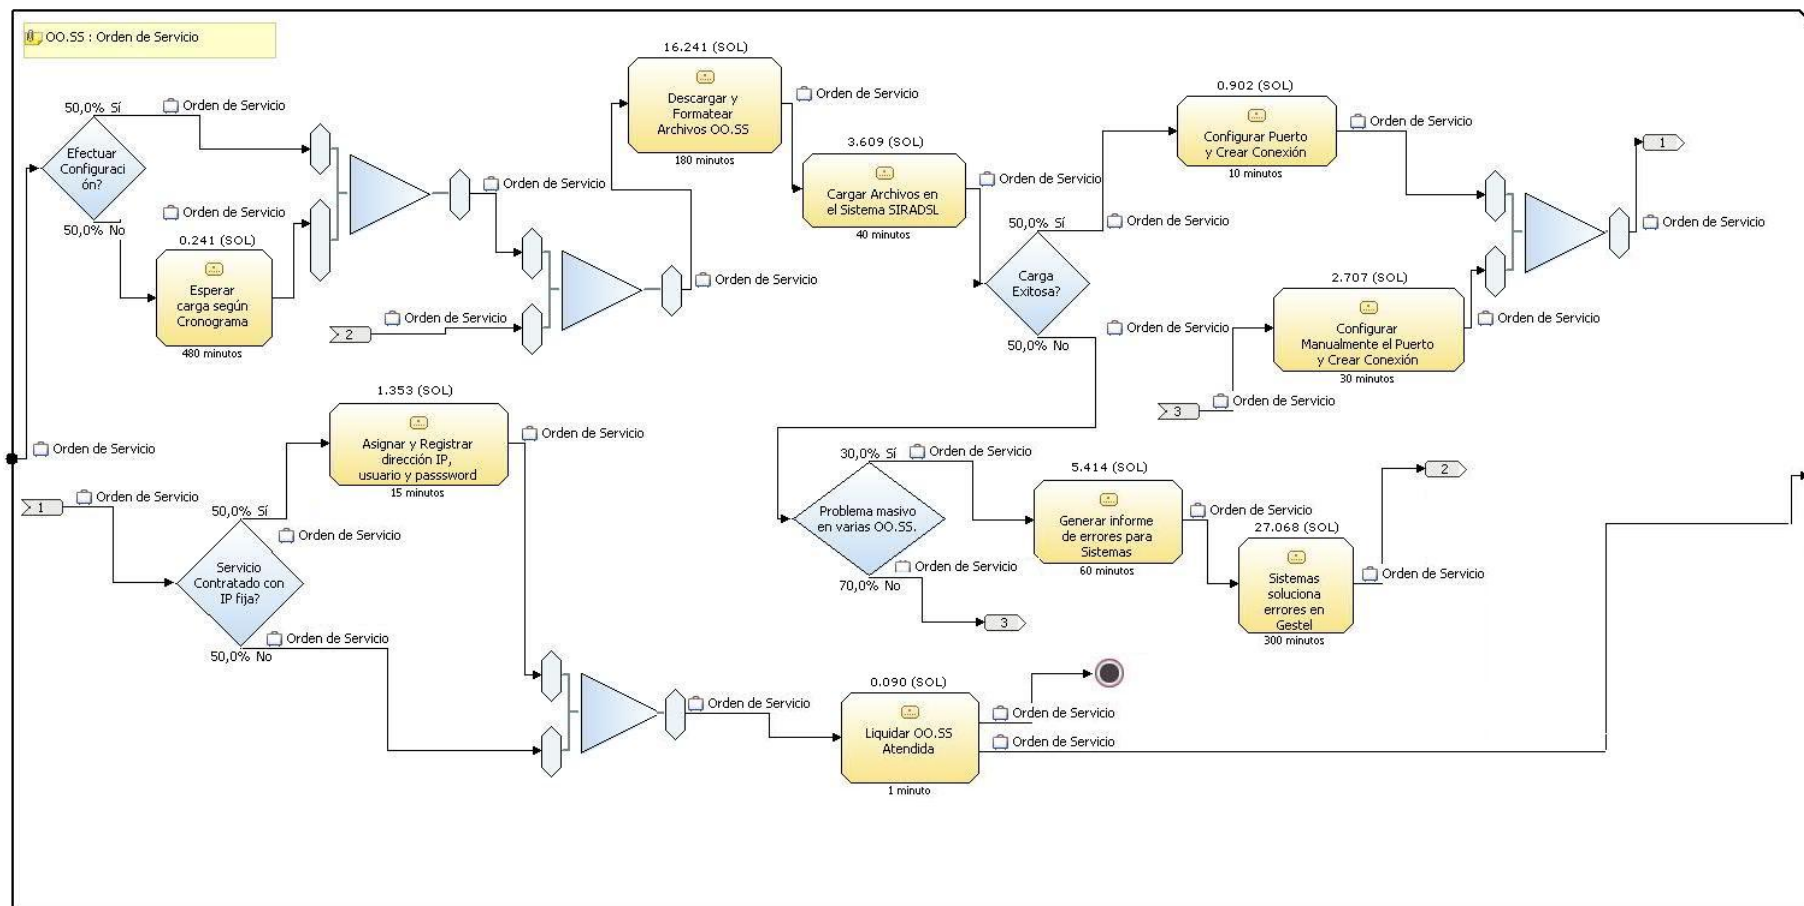 OO.SS : Orden de Servicio
50,0% Sí
Orden de Servicio
Efectuar
Configuraci
ón?
50,0% No
Orden de Servicio
0.241 (SOL)
Esperar
carga según
Cronograma
480 minutos
Orden de Servicio
2
Orden de Servicio
Orden de Servicio
16.241 (SOL)
Descargar y
Formatear
Archivos OO.SS
180 minutos
Orden de Servicio
3.609 (SOL)
Cargar Archivos en
el Sistema SIRADSL
40 minutos
Orden de Servicio
50,0% Sí
Orden de Servicio
Carga
Exitosa?
50,0% No
Orden de Servicio
0.902 (SOL)
Configurar Puerto
y Crear Conexión
10 minutos
Orden de Servicio
1
Orden de Servicio
2.707 (SOL)
Configurar
Manualmente el Puerto
y Crear Conexión
30 minutos
Orden de Servicio
3
Orden de Servicio
Orden de Servicio
1
Orden de Servicio
50,0% Sí
Orden de Servicio
Servicio
Contratado con
IP fija?
50,0% No
Orden de Servicio
1.353 (SOL)
Asignar y Registrar
dirección IP,
usuario y passsword
15 minutos
Orden de Servicio
30,0% Sí
Orden de Servicio
Problema masivo
en varias OO.SS.
70,0% No
Orden de Servicio
3
5.414 (SOL)
Generar informe
de errores para
Sistemas
60 minutos
Orden de Servicio
27.068 (SOL)
Sistemas
soluciona
errores en
Gestel
300 minutos
Orden de Servicio
2
Orden de Servicio
0.090 (SOL)
Liquidar OO.SS
Atendida
1 minuto
Orden de Servicio
Orden de Servicio